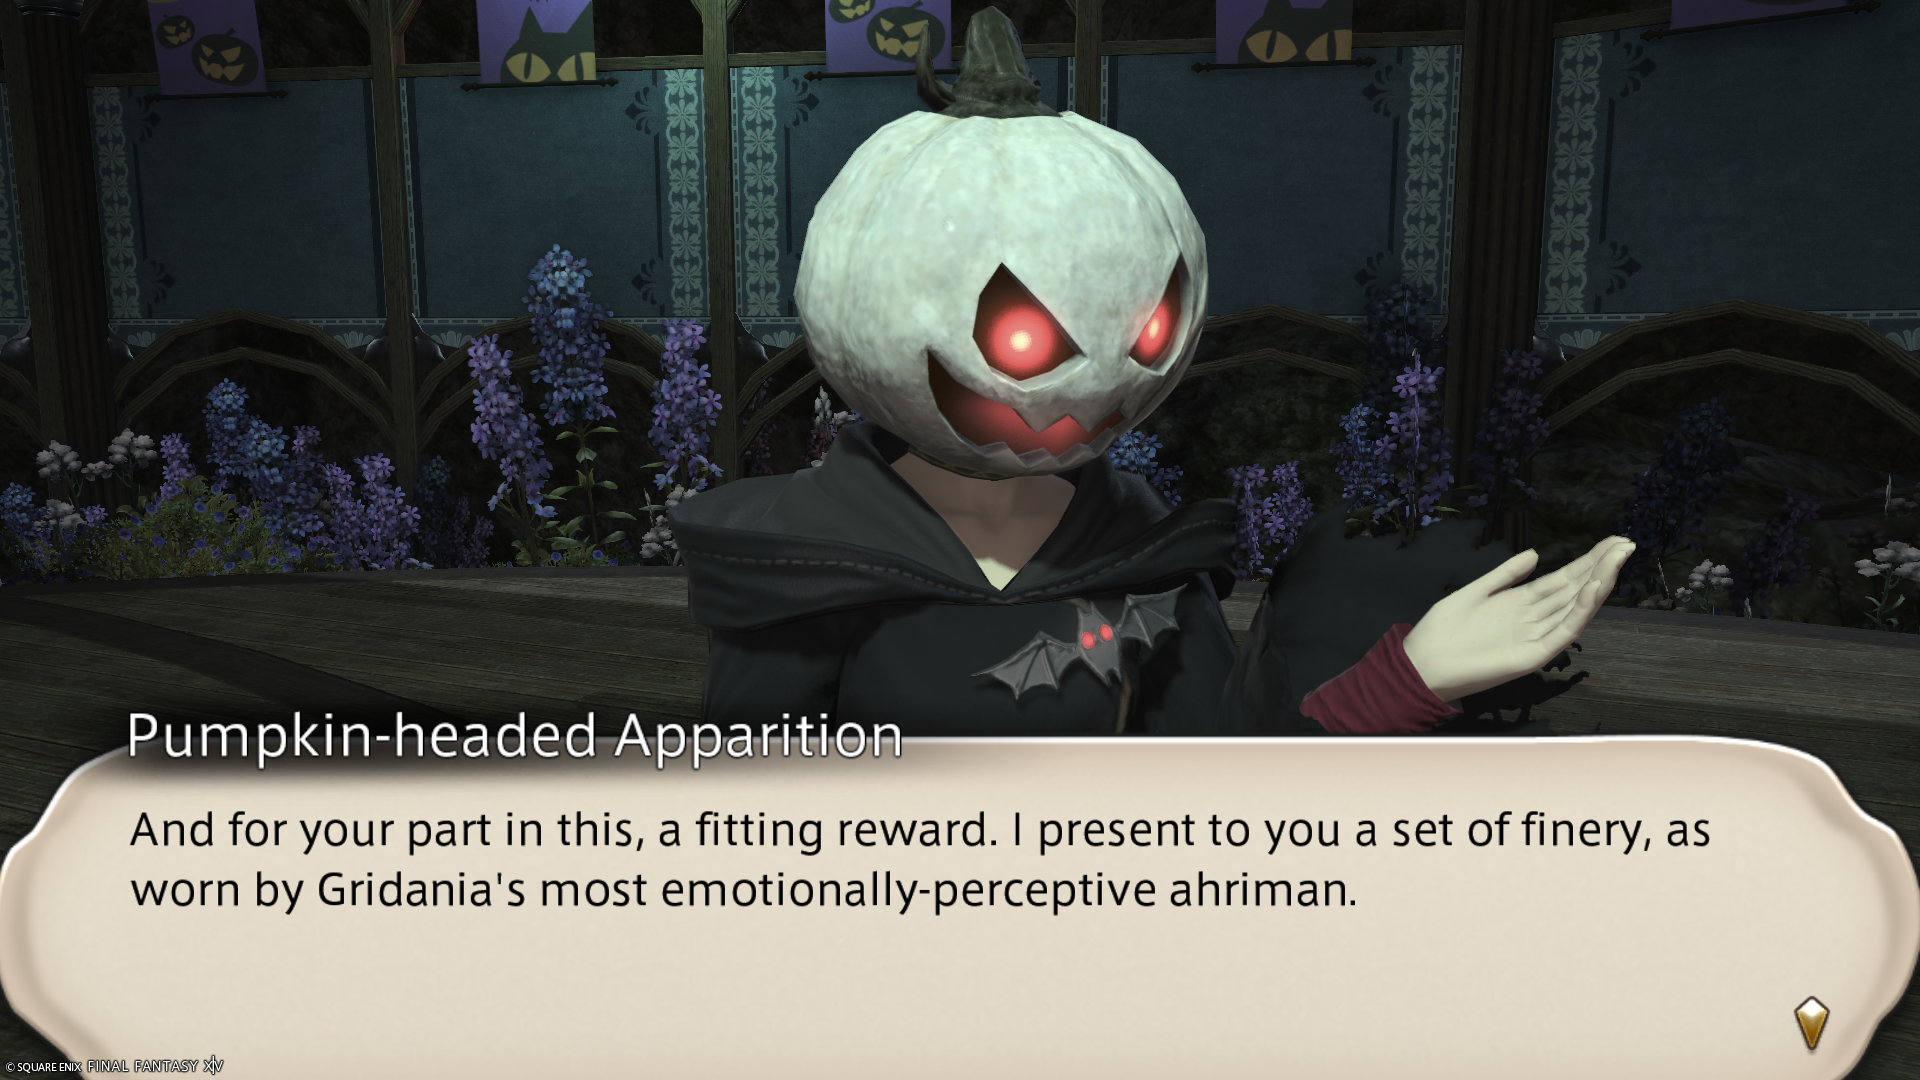 Pumpkin-headed Apparition
And for your part in this, a fitting reward. I present to you a set of finery, as
worn by Gridania's most emotionally-perceptive ahriman.
© SQUARE ENIX FINAL FANTASY XIV